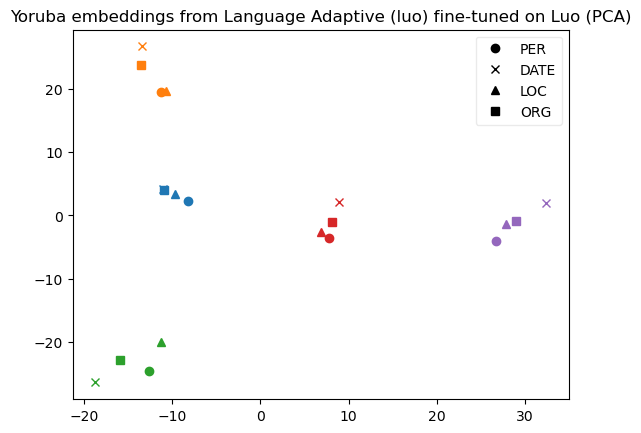 Yoruba embeddings from Language Adaptive (luo) fine-tuned on Luo (PCA)
PER
DATE
LOC
ORG
20
10
0
−10
−20
−20 −10 0 10 20 30